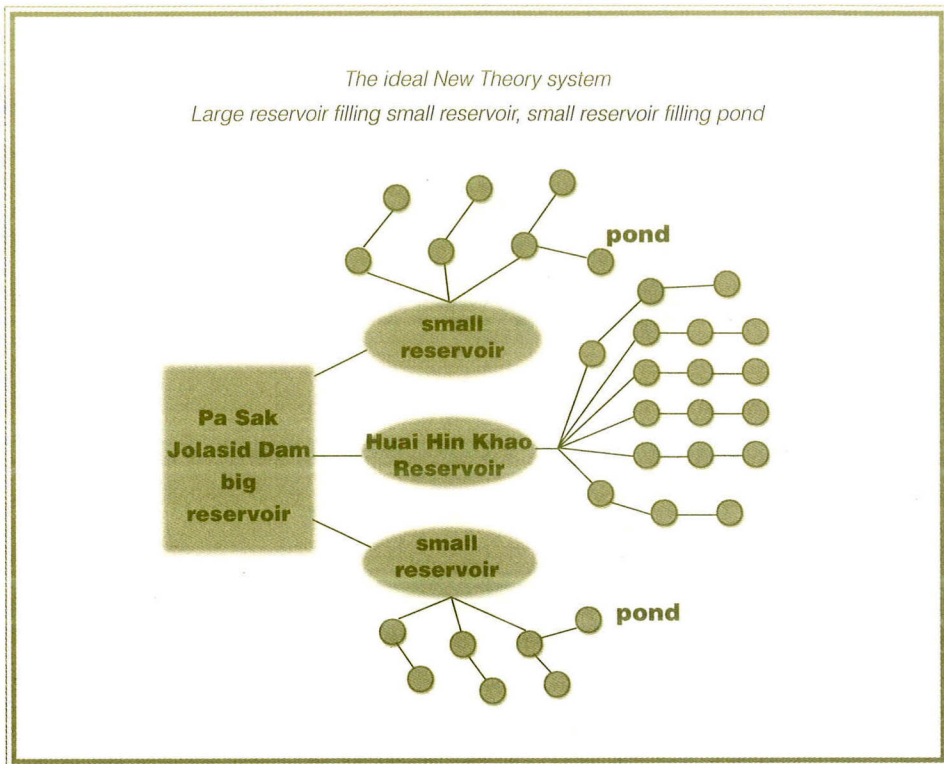 The ideal New Theory system
Large reservoir filling small reservoir, small reservoir filling pond
pond
small
reservoir
Pa Sak
Jolasid Dam
big
reservoir
Huai Hin Khao
Reservoir
small
reservoir
pond